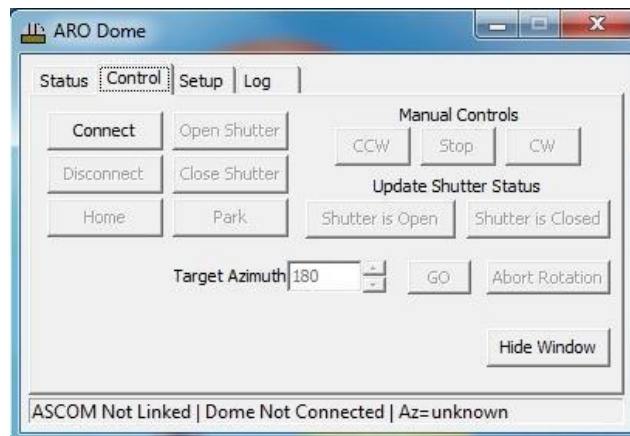 ARO Dome
Status Control Setup Log
Connect Open Shutter Manual Controls
CCW Stop CW
Disconnect Close Shutter Update Shutter Status
Home Park Shutter is Open Shutter is Closed
Target Azimuth 180 GO Abort Rotation
Hide Window
ASCOM Not Linked | Dome Not Connected | Az=unknown